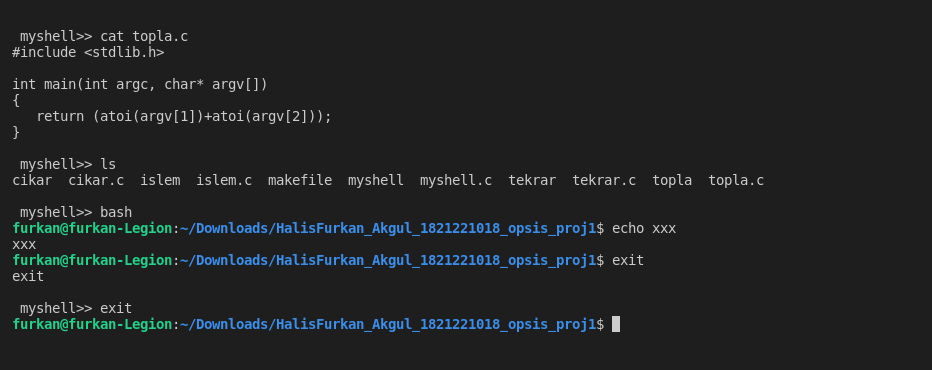 myshell>> cat topla.c
#include <stdlib.h>
int main(int argc, char* argv[])
{
   return (atoi(argv[1])+atoi(argv[2]));
}
myshell>> ls
cikar  cikar.c  islem  islem.c  makefile  myshell  myshell.c  tekrar  tekrar.c  topla  topla.c
myshell>> bash
furkan@furkan-Legion:~/Downloads/HalisFurkan_Akgul_1821221018_opsis_proj1$ echo xxx
xxx
furkan@furkan-Legion:~/Downloads/HalisFurkan_Akgul_1821221018_opsis_proj1$ exit
exit
myshell>> exit
furkan@furkan-Legion:~/Downloads/HalisFurkan_Akgul_1821221018_opsis_proj1$